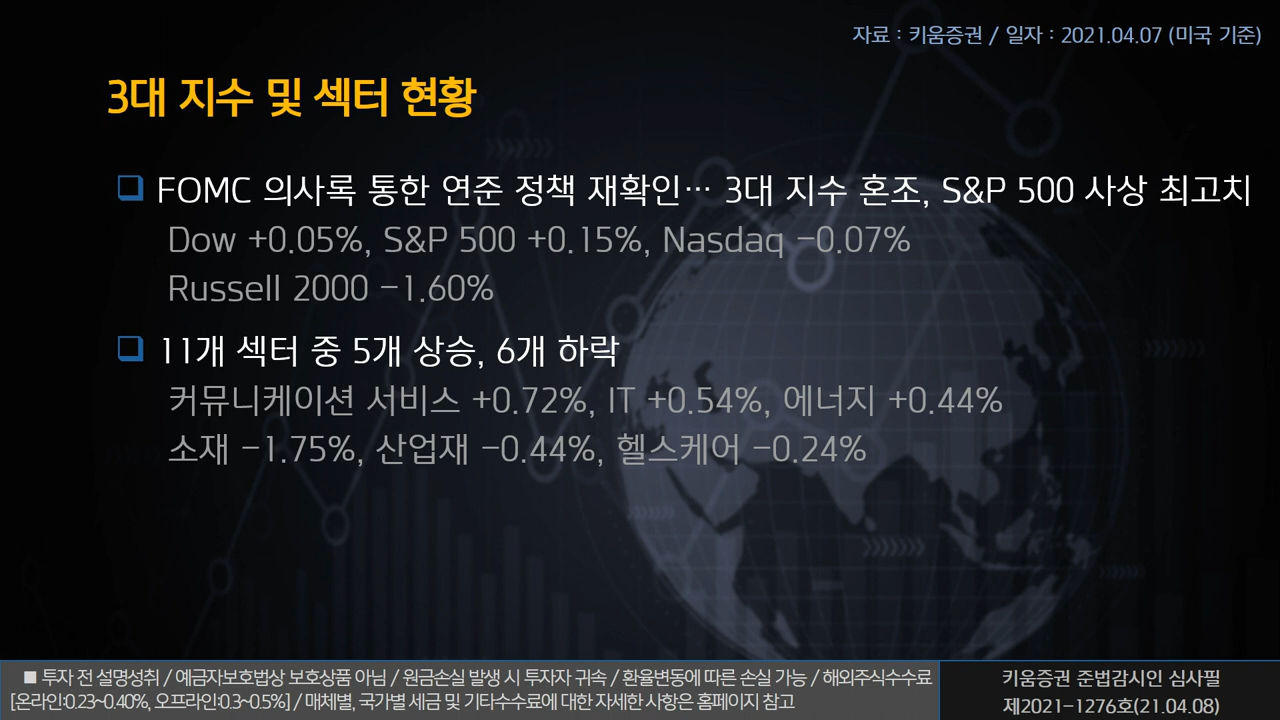 자료 : 키움증권 / 일자 : 2021.04.07 (미국 기준)
3대 지수 및 섹터 현황
❑ FOMC 의사록 통한 연준 정책 재확인… 3대 지수 혼조, S&P 500 사상 최고치
Dow +0.05%, S&P 500 +0.15%, Nasdaq -0.07%
Russell 2000 -1.60%
❑ 11개 섹터 중 5개 상승, 6개 하락
커뮤니케이션 서비스 +0.72%, IT +0.54%, 에너지 +0.44%
소재 -1.75%, 산업재 -0.44%, 헬스케어 -0.24%
■ 투자 전 설명성취 / 예금자보호법상 보호상품 아님 / 원금손실 발생 시 투자자 귀속 / 환율변동에 따른 손실 가능 / 해외주식수수료
[온라인:0.23~0.40%, 오프라인:0.3~0.5%] / 매체별, 국가별 세금 및 기타수수료에 대한 자세한 사항은 홈페이지 참고
키움증권 준법감시인 심사필
제2021-1276호(21.04.08)